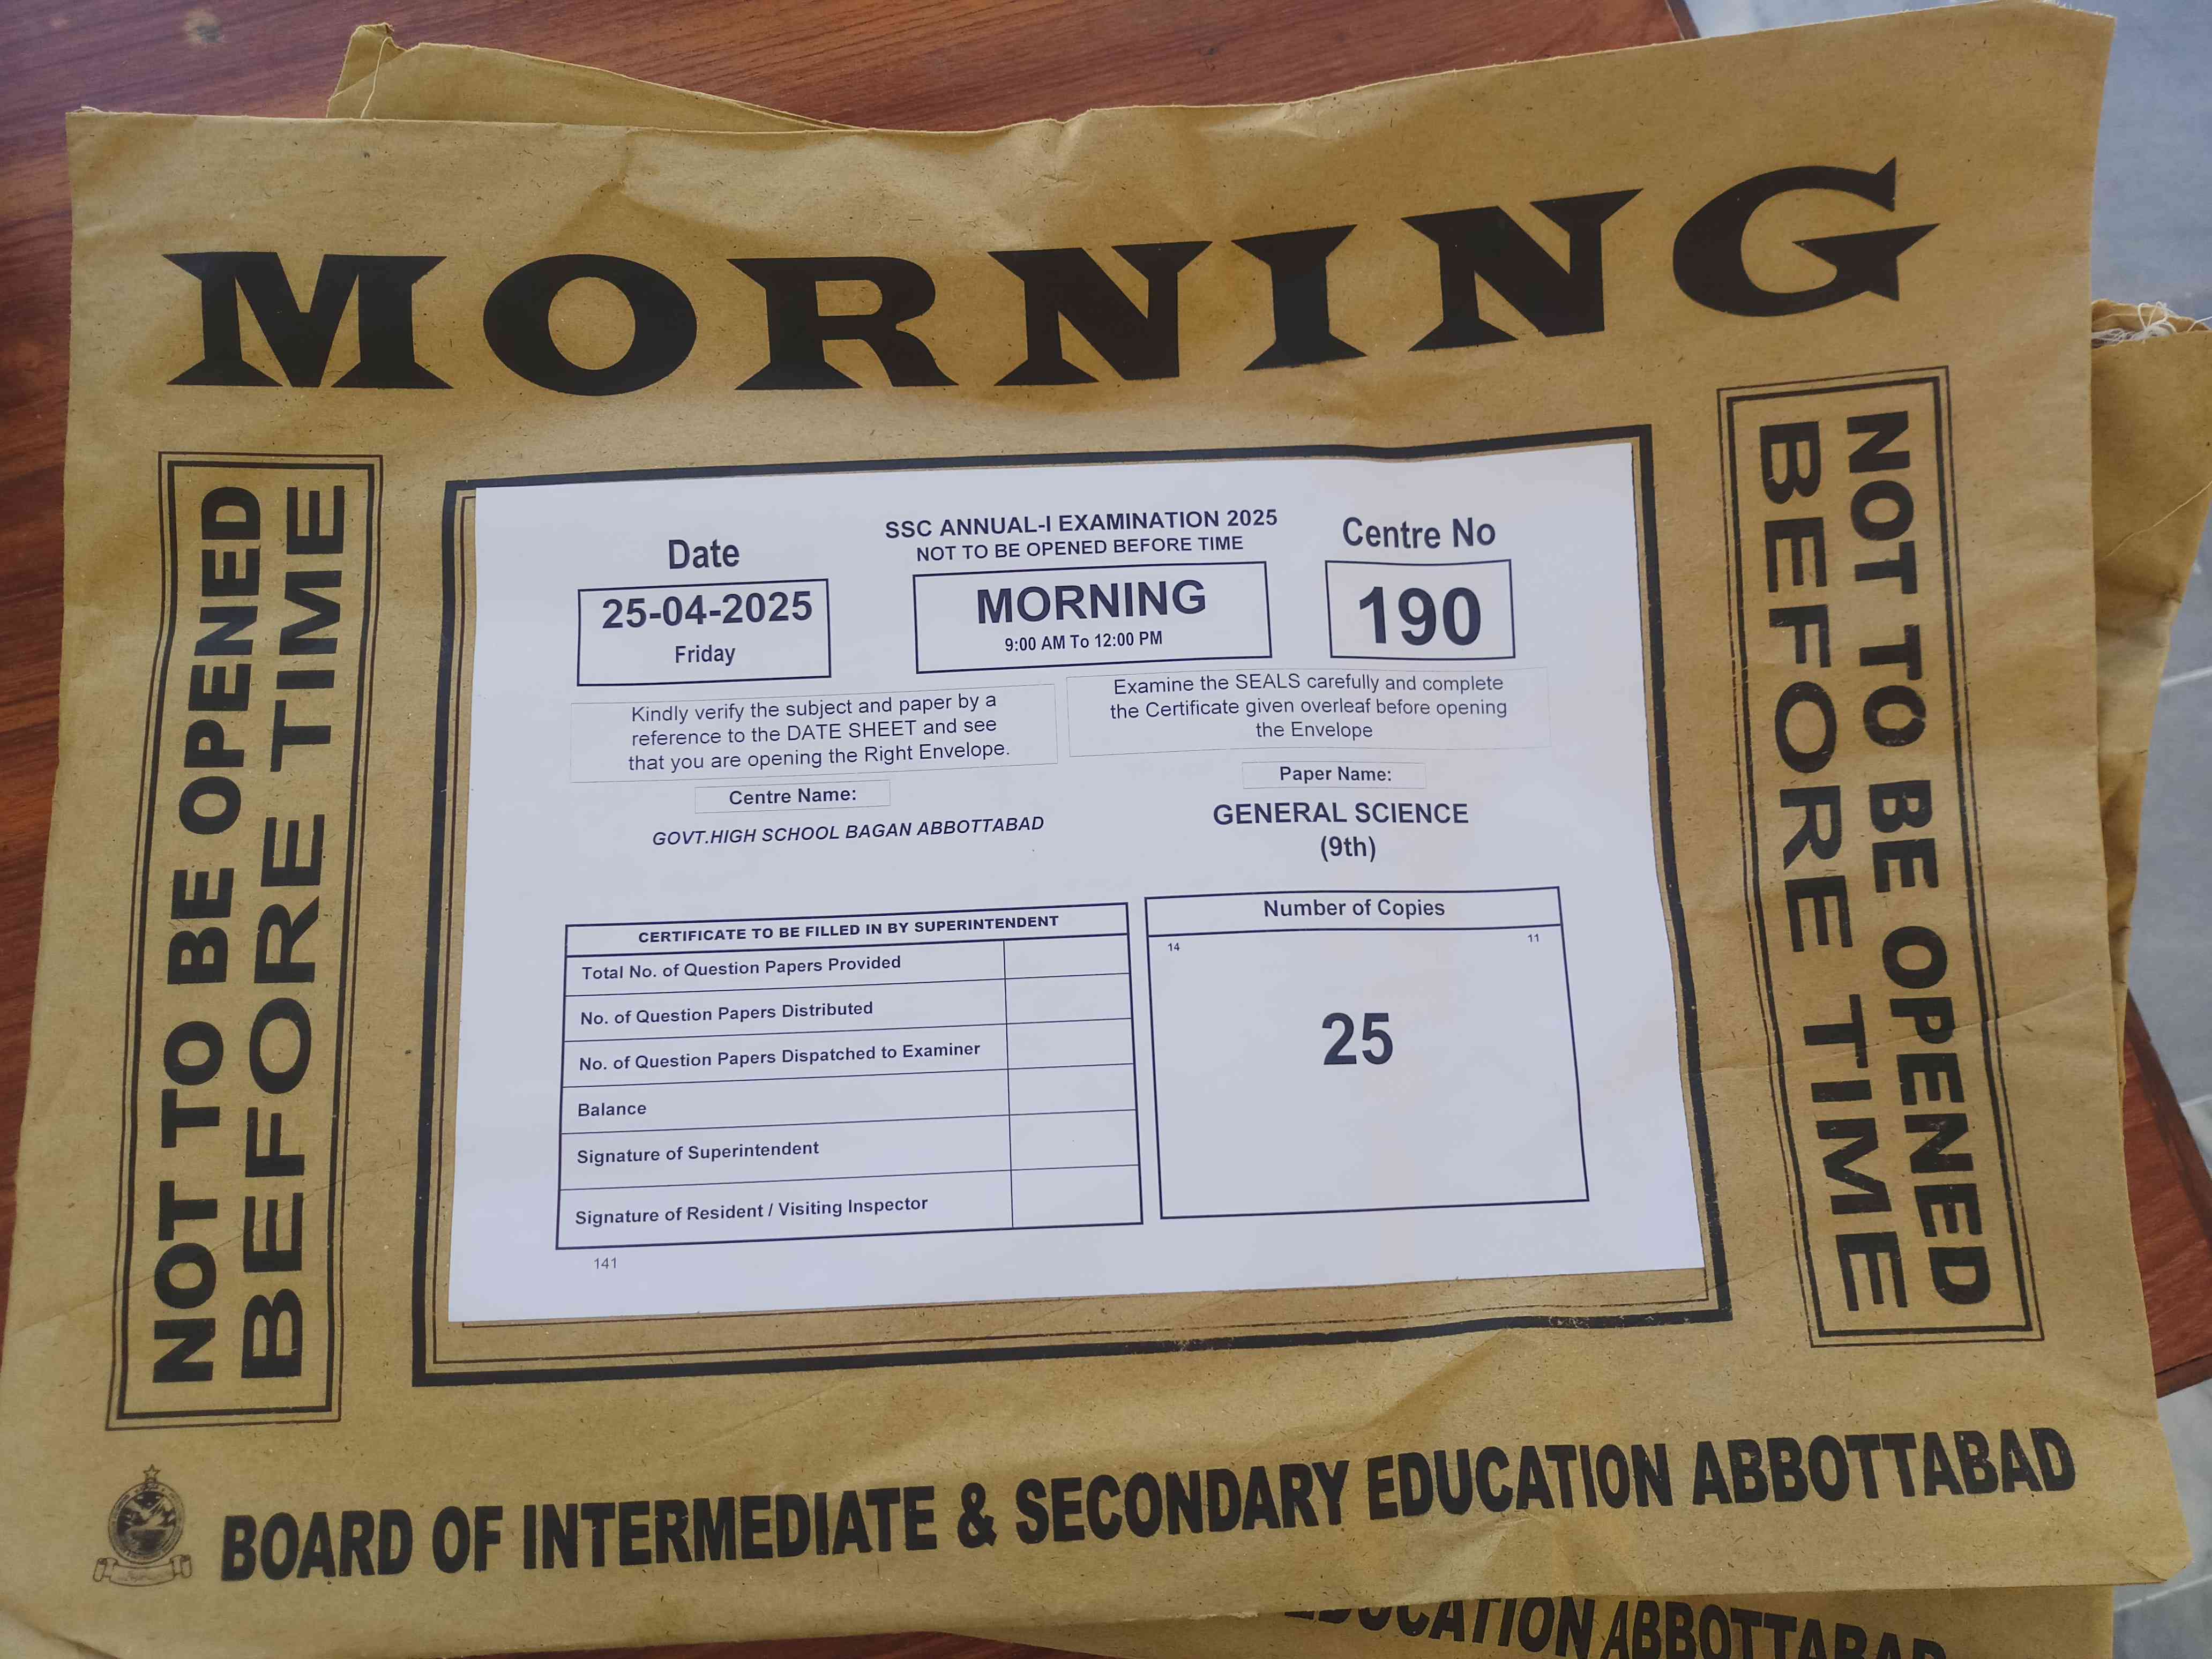 MORNING
NOT TO BE OPENED
BEFORE TIME
SSC ANNUAL-I EXAMINATION 2025
NOT TO BE OPENED BEFORE TIME
Date
25-04-2025
Friday
MORNING
9:00 AM To 12:00 PM
Centre No
190
Kindly verify the subject and paper by a
reference to the DATE SHEET and see
that you are opening the Right Envelope.
Examine the SEALS carefully and complete
the Certificate given overleaf before opening
the Envelope
Centre Name:
GOVT.HIGH SCHOOL BAGAN ABBOTTABAD
Paper Name:
GENERAL SCIENCE
(9th)
CERTIFICATE TO BE FILLED IN BY SUPERINTENDENT
Total No. of Question Papers Provided
No. of Question Papers Distributed
No. of Question Papers Dispatched to Examiner
Balance
Signature of Superintendent
Signature of Resident / Visiting Inspector
141
Number of Copies
14
11
25
NOT TO BE OPENED
BEFORE TIME
BOARD OF INTERMEDIATE & SECONDARY EDUCATION ABBOTTABAD
EDUCATION ABBOTTABAD